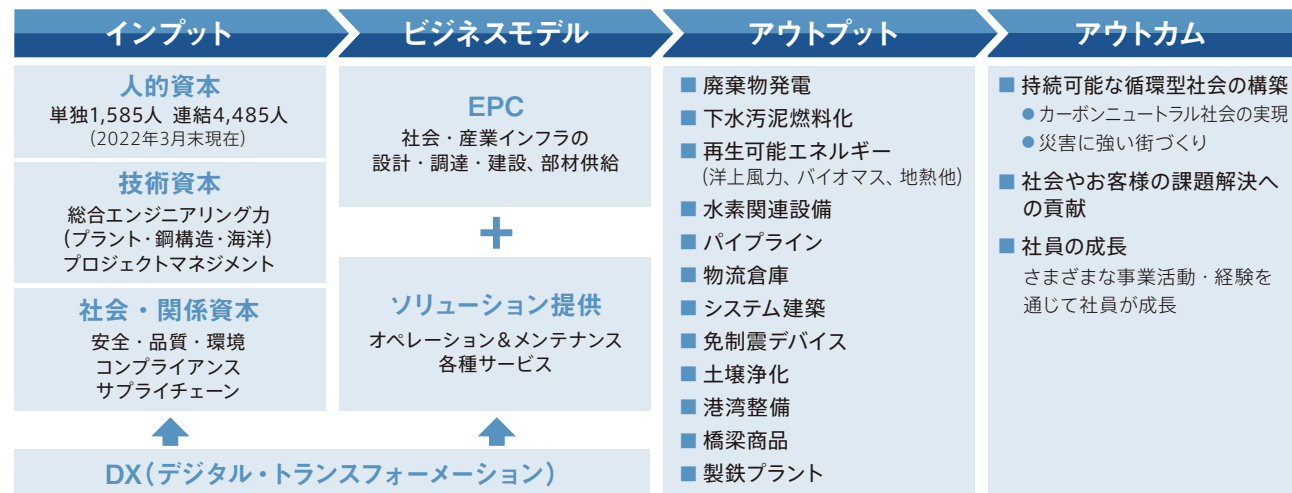 インプット
人的資本
単独1,585人 連結4,485人
(2022年3月末現在)
技術資本
総合エンジニアリング力
(プラント・鋼構造・海洋)
プロジェクトマネジメント
社会・関係資本
安全・品質・環境
コンプライアンス
サプライチェーン
ビジネスモデル
EPC
社会・産業インフラの
設計・調達・建設、部材供給
+
ソリューション提供
オペレーション&メンテナンス
各種サービス
DX(デジタル・トランスフォーメーション)
アウトプット
■ 廃棄物発電
■ 下水汚泥燃料化
■ 再生可能エネルギー
(洋上風力、バイオマス、地熱他)
■ 水素関連設備
■ パイプライン
■ 物流倉庫
■ システム建築
■ 免制震デバイス
■ 土壌浄化
■ 港湾整備
■ 橋梁商品
■ 製鉄プラント
アウトカム
■ 持続可能な循環型社会の構築
● カーボンニュートラル社会の実現
● 災害に強い街づくり
■ 社会やお客様の課題解決へ
の貢献
■ 社員の成長
さまざまな事業活動・経験を
通じて社員が成長